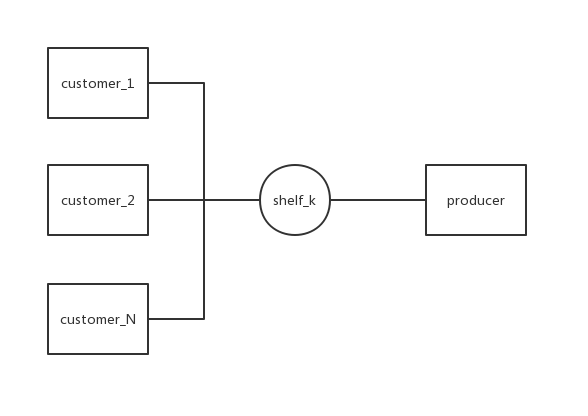 customer_1
customer_2
shelf_k
producer
customer_N